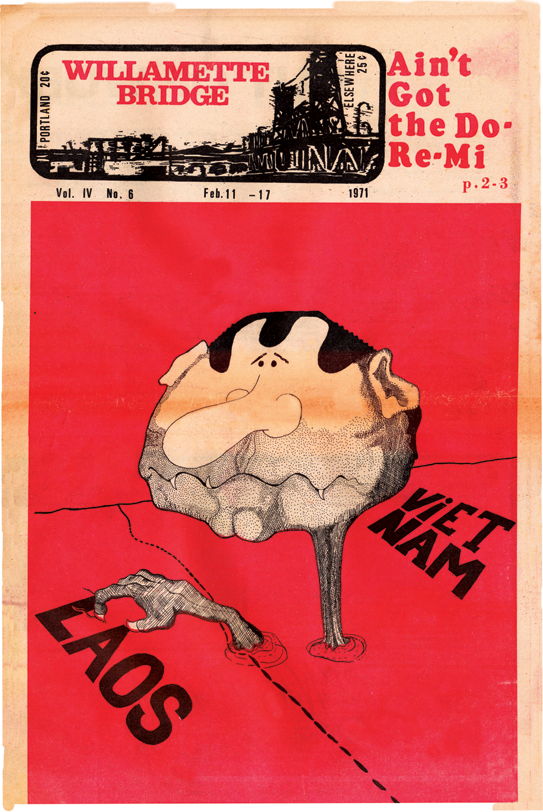 PORTLAND 20¢
WILLAMETTE
BRIDGE
ELSEWHERE
25¢
Ain't
Got
the Do-
Re-Mi
p.2-3
Vol. IV No. 6 Feb. 11 -17 1971
VIET
NAM
LAOS